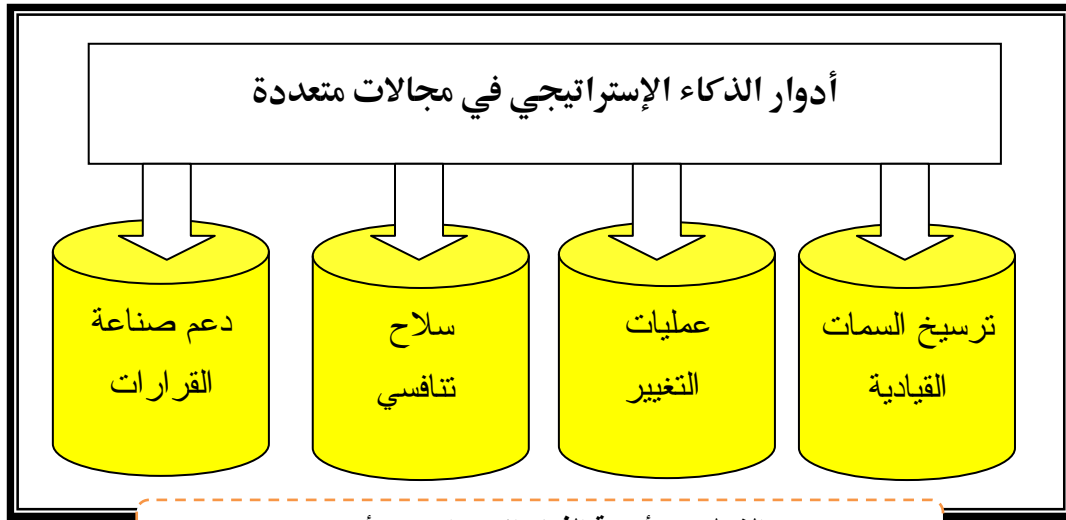 أدوار الذكاء الإستراتيجي في مجالات متعددة
ترسيخ السمات
القيادية
عمليات
التغيير
سلاح
تنافسي
دعم صناعة
القرارات